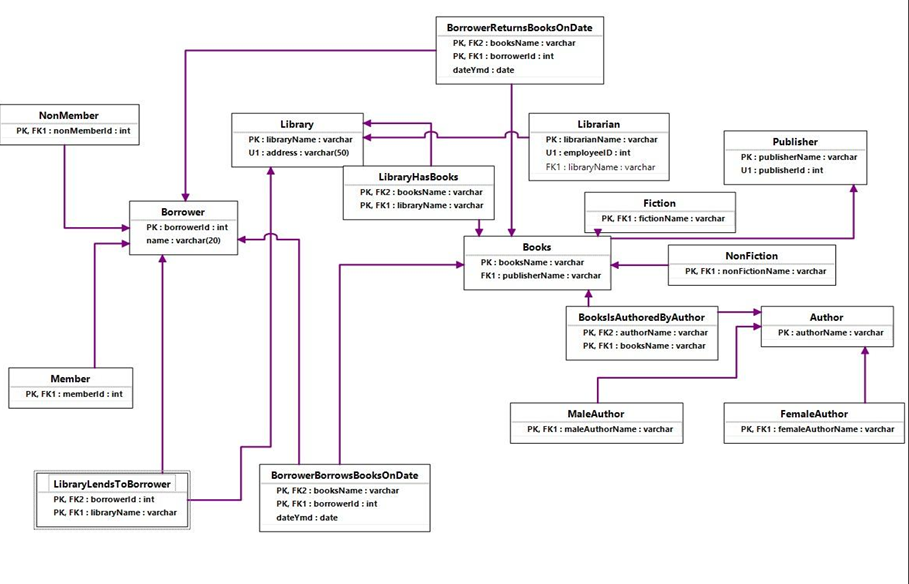 BorrowerReturnsBooksOnDate
PK, FK2 : booksName : varchar
PK, FK1 : borrowerId : int
dateYmd : date
NonMember
PK, FK1 : nonMemberId : int
Library
PK : libraryName : varchar
U1 : address : varchar(50)
Librarian
PK : librarianName : varchar
U1 : employeeID : int
FK1 : libraryName : varchar
Publisher
PK : publisherName : varchar
U1 : publisherId : int
LibraryHasBooks
PK, FK2 : booksName : varchar
PK, FK1 : libraryName : varchar
Fiction
PK, FK1 : fictionName : varchar
Borrower
PK : borrowerId : int
name : varchar(20)
Books
PK : booksName : varchar
FK1 : publisherName : varchar
NonFiction
PK, FK1 : nonFictionName : varchar
BooksIsAuthoredByAuthor
PK, FK2 : authorName : varchar
PK, FK1 : booksName : varchar
Author
PK : authorName : varchar
Member
PK, FK1 : memberId : int
MaleAuthor
PK, FK1 : maleAuthorName : varchar
FemaleAuthor
PK, FK1 : femaleAuthorName : varchar
LibraryLendsToBorrower
PK, FK2 : borrowerId : int
PK, FK1 : libraryName : varchar
BorrowerBorrowsBooksOnDate
PK, FK2 : booksName : varchar
PK, FK1 : borrowerId : int
dateYmd : date